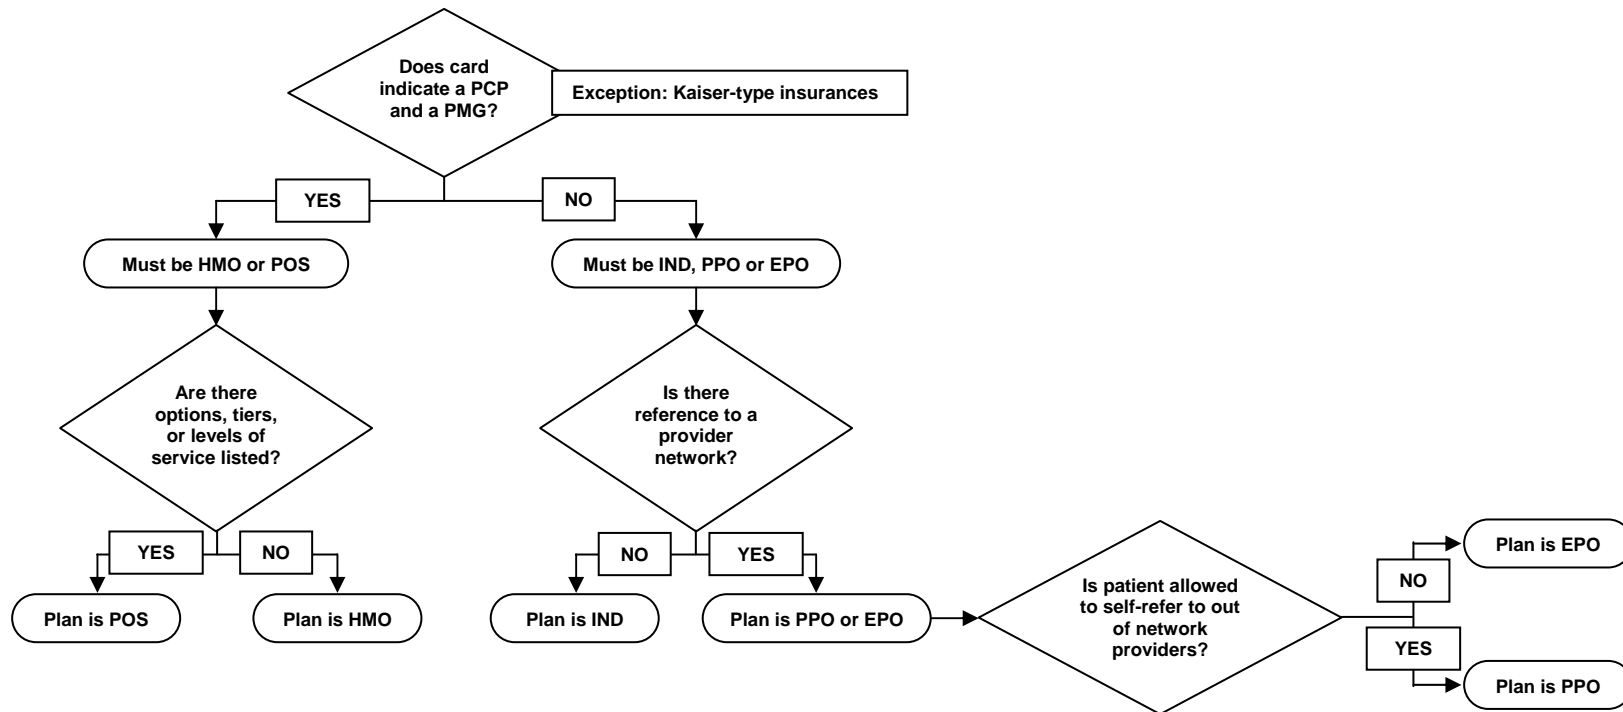 Does card
indicate a PCP
and a PMG?
Exception: Kaiser-type insurances
YES
NO
Must be HMO or POS
Must be IND, PPO or EPO
Are there
options, tiers,
or levels of
service listed?
Is there
reference to a
provider
network?
YES
NO
NO
YES
Plan is POS
Plan is HMO
Plan is IND
Plan is PPO or EPO
Is patient allowed
to self-refer to out
of network
providers?
Plan is EPO
NO
YES
Plan is PPO